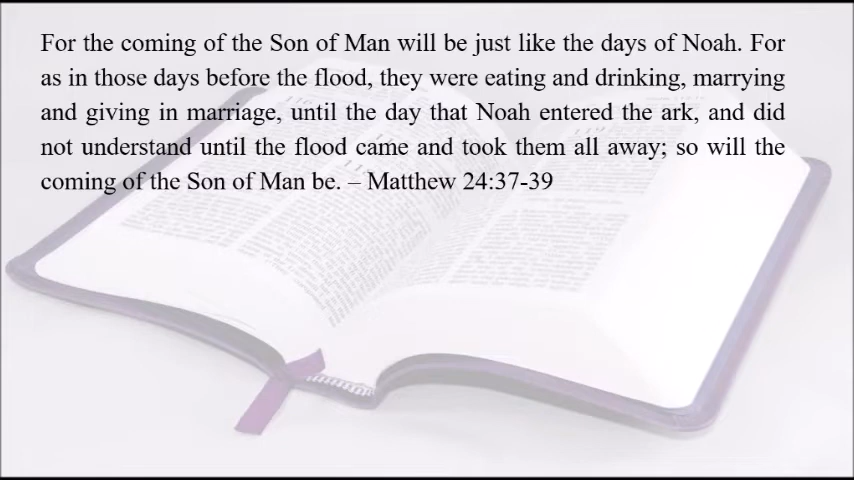 For the coming of the Son of Man will be just like the days of Noah. For
as in those days before the flood, they were eating and drinking, marrying
and giving in marriage, until the day that Noah entered the ark, and did
not understand until the flood came and took them all away; so will the
coming of the Son of Man be. – Matthew 24:37-39